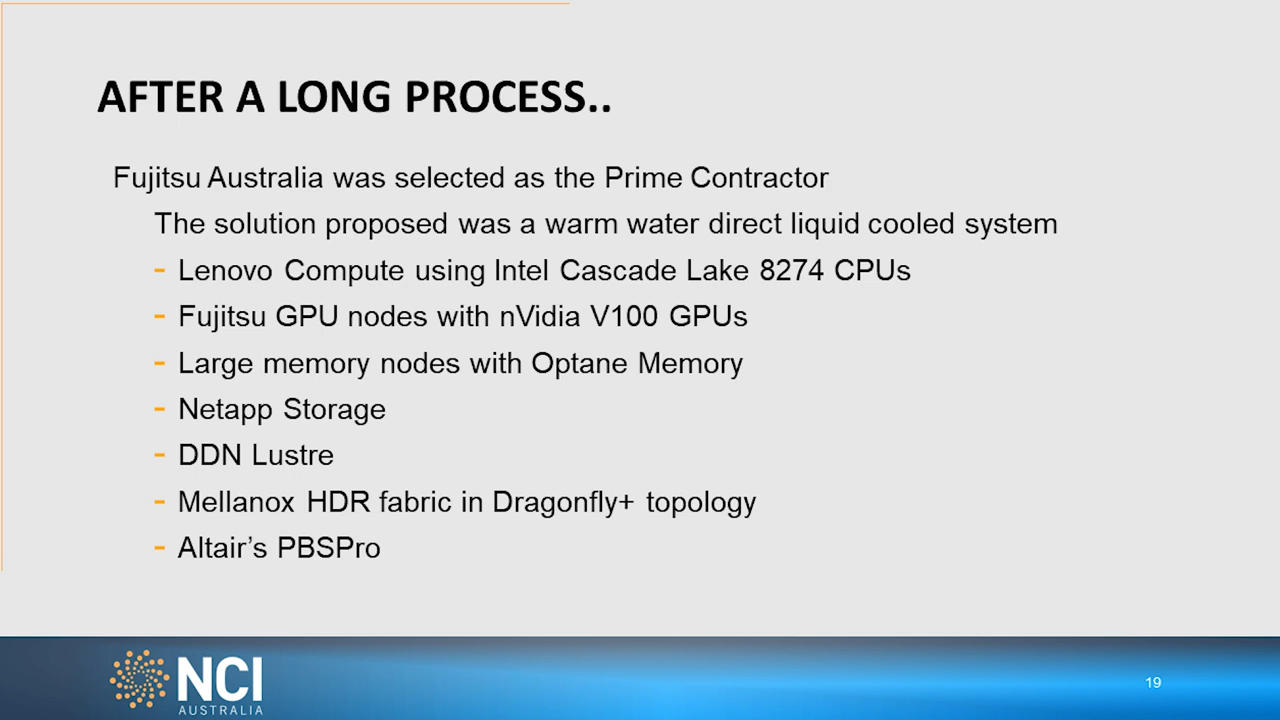 AFTER A LONG PROCESS..
Fujitsu Australia was selected as the Prime Contractor
The solution proposed was a warm water direct liquid cooled system
- Lenovo Compute using Intel Cascade Lake 8274 CPUs
- Fujitsu GPU nodes with nVidia V100 GPUs
- Large memory nodes with Optane Memory
- Netapp Storage
- DDN Lustre
- Mellanox HDR fabric in Dragonfly+ topology
- Altair’s PBSPro
NCI
AUSTRALIA
19